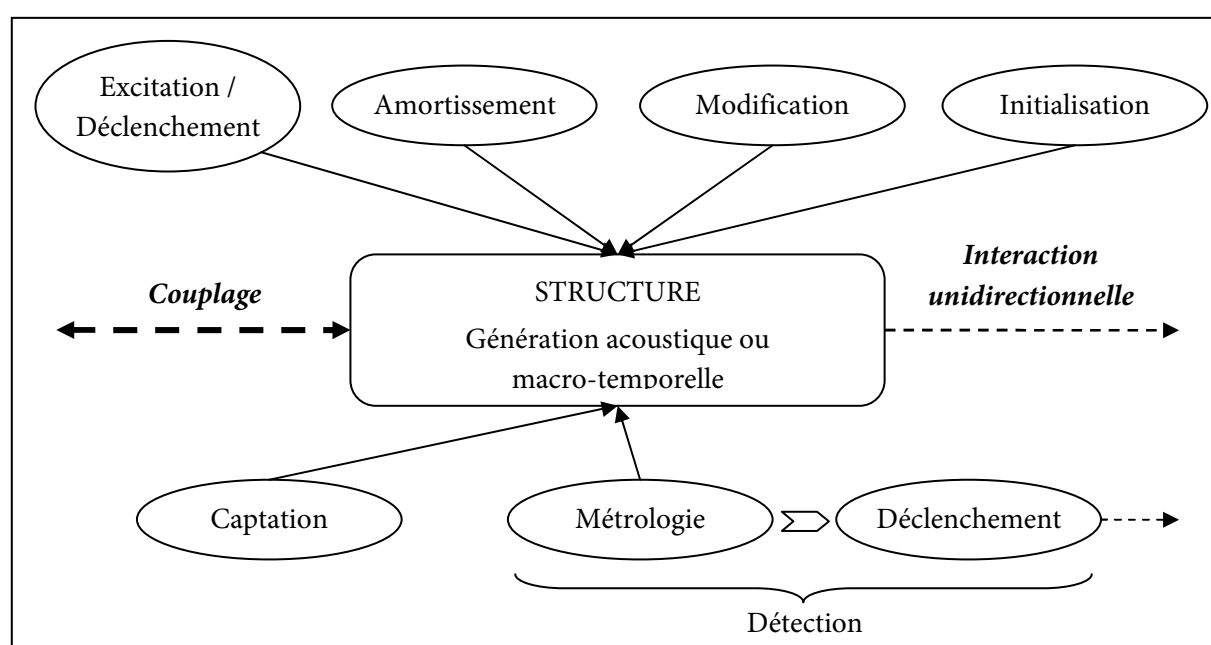 Excitation /
Déclenchement
Amortissement
Modification
Initialisation
Couplage
STRUCTURE
Génération acoustique ou
macro-temporelle
Interaction
unidirectionnelle
Captation
Métrologie
Déclenchement
Détection